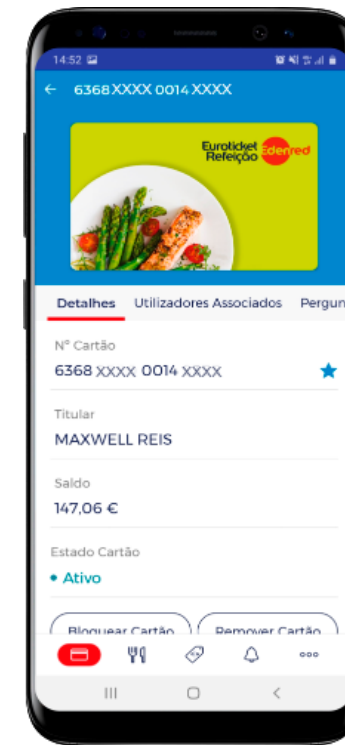 14:52
6368 XXXX 0014 XXXX
Euroticket
Refeição Edenred
Detalhes Utilizadores Associados Pergun
Nº Cartão
6368 XXXX 0014 XXXX
Titular
MAXWELL REIS
Saldo
147,06 €
Estado Cartão
• Ativo
Bloquear Cartão Remover Cartão